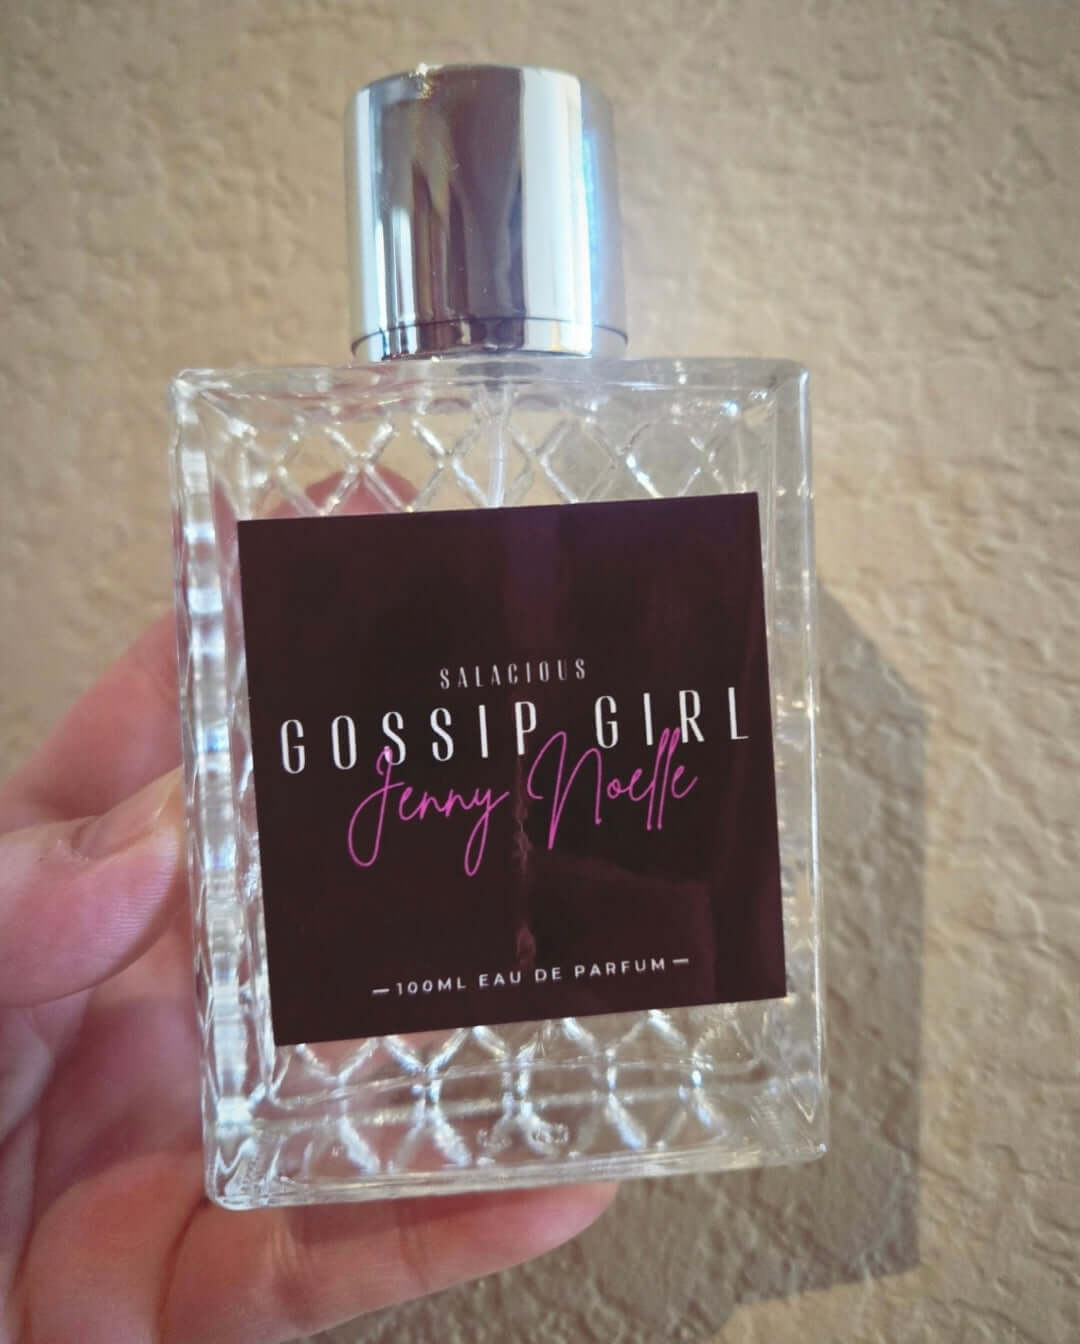 SALACIOUS
GOSSIP GIRL
Jenny Noelle
—100ML EAU DE PARFUM—